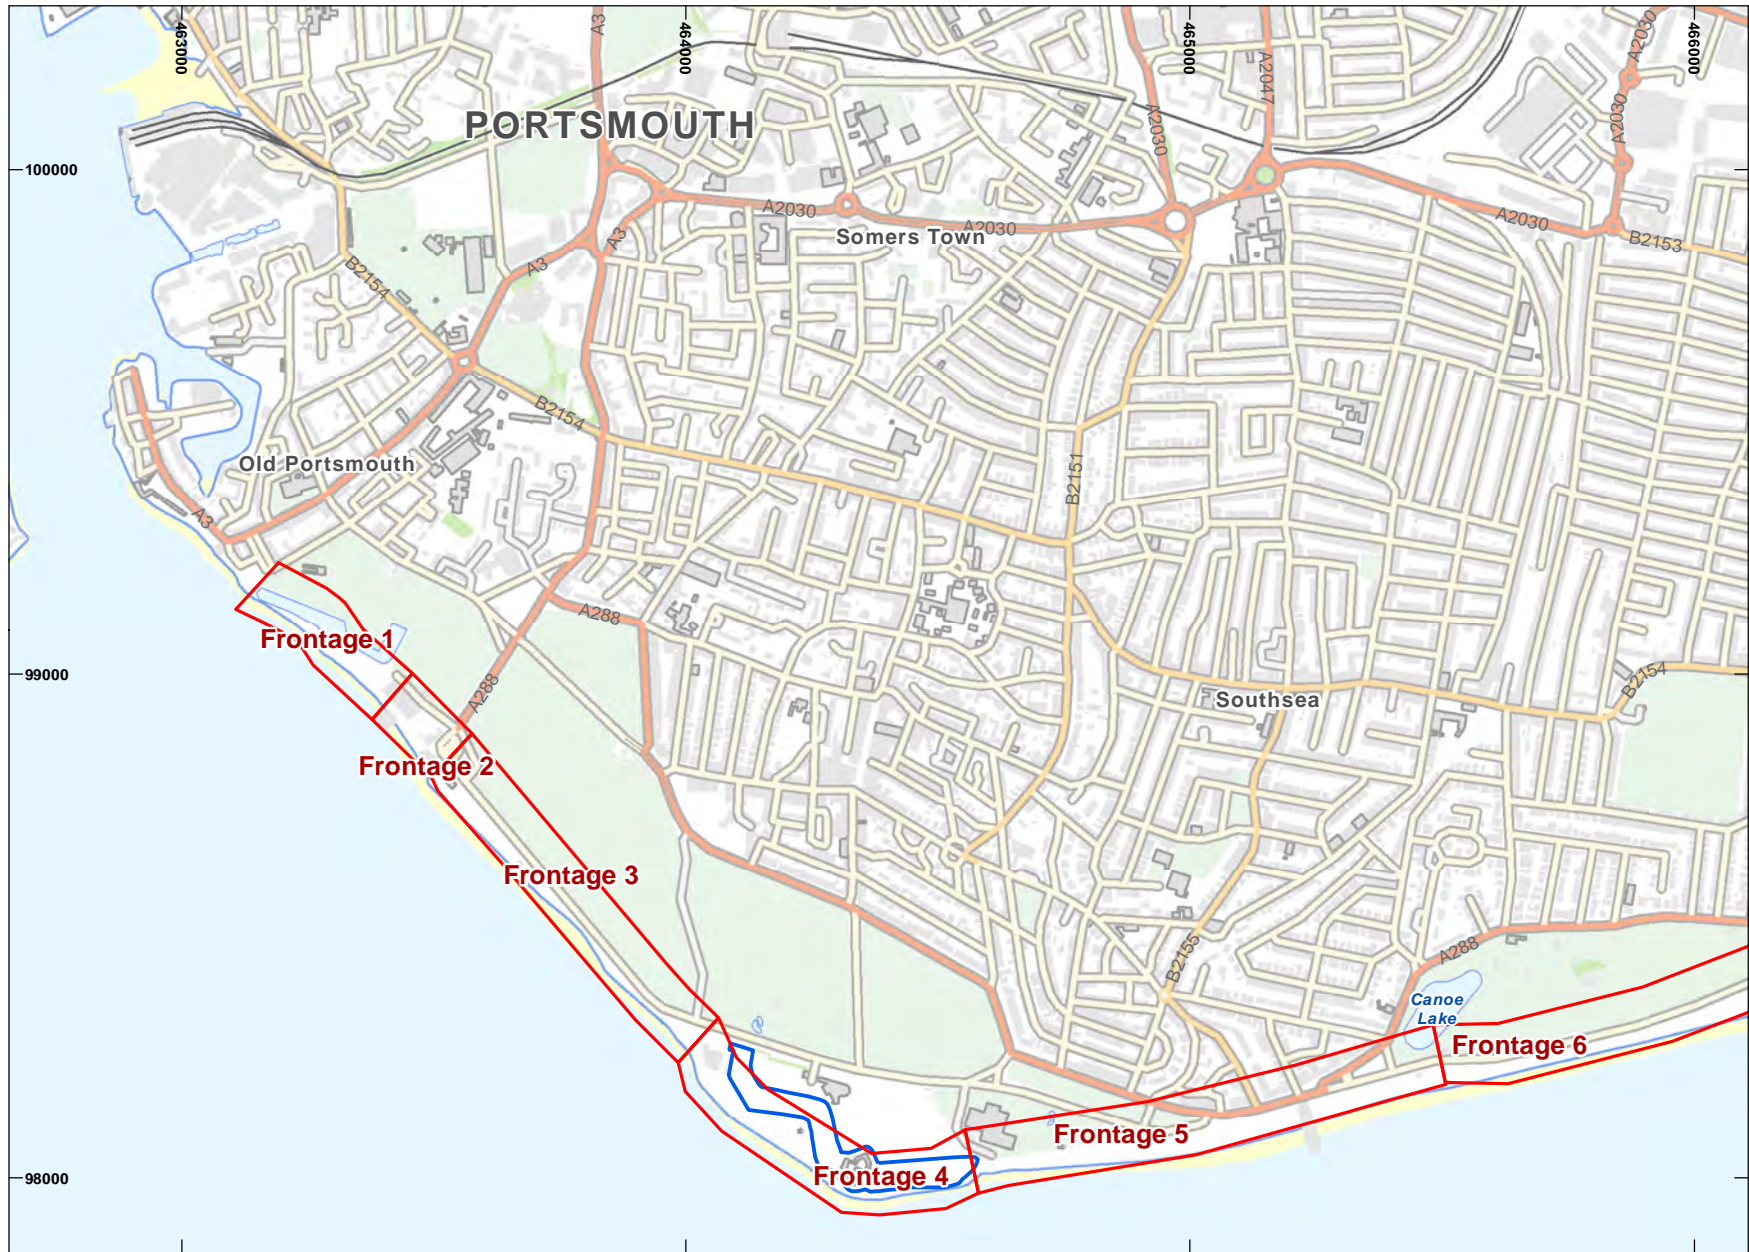 463000
464000
465000
466000
A3
A2047
A2030
A2030
A2030
PORTSMOUTH
100000
A2030
A2030
A2030
B2153
Somers Town
A3
A3
B2154
B2154
Old Portsmouth
A3
B2151
A288
Frontage 1
99000
A288
B2154
Southsea
Frontage 2
Frontage 3
B2155
A288
Canoe
Lake
Frontage 6
Frontage 5
Frontage 4
98000